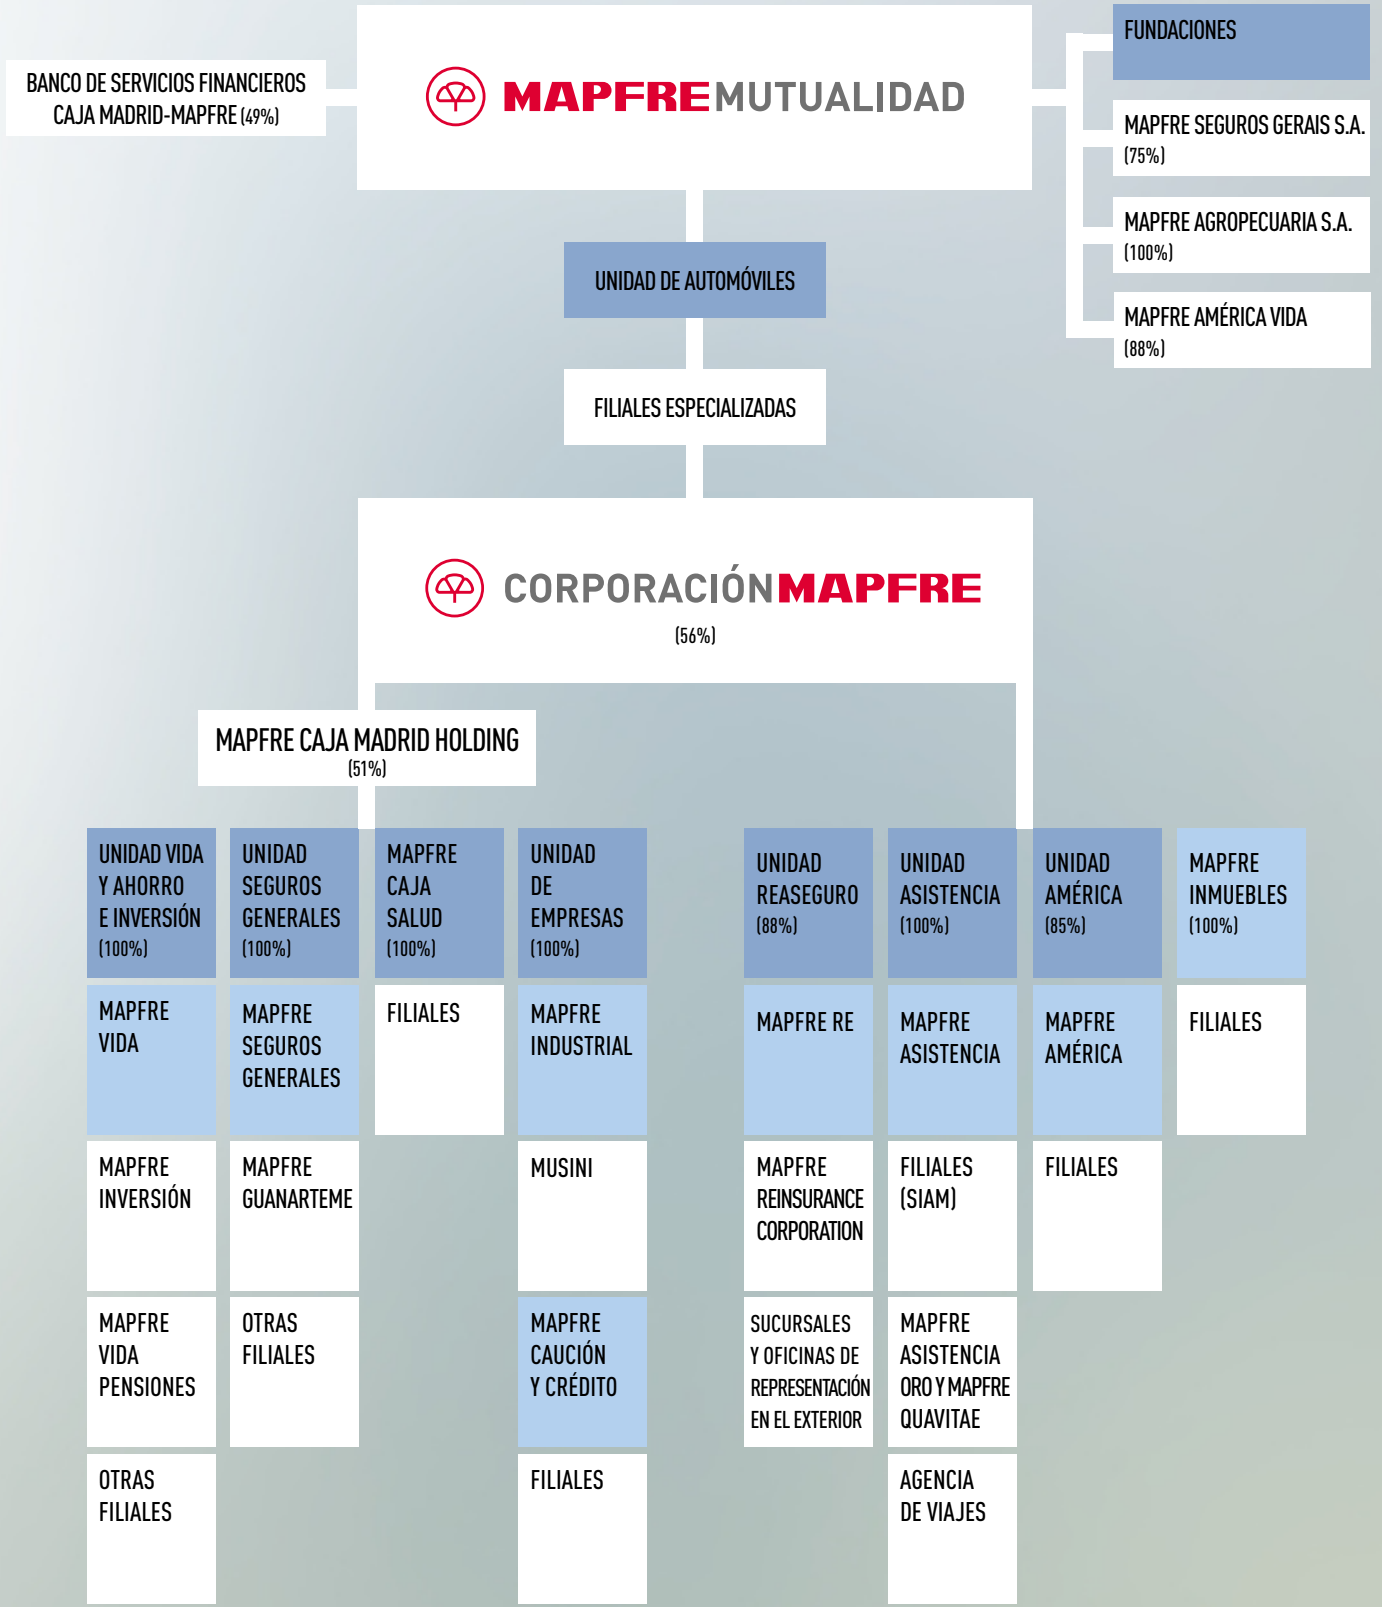 BANCO DE SERVICIOS FINANCIEROS
CAJA MADRID-MAPFRE (49%)
MAPFRE MUTUALIDAD
FUNDACIONES
MAPFRE SEGUROS GERAIS S.A.
(75%)
MAPFRE AGROPECUARIA S.A.
(100%)
MAPFRE AMÉRICA VIDA
(88%)
UNIDAD DE AUTOMÓVILES
FILIALES ESPECIALIZADAS
CORPORACIÓN MAPFRE
(56%)
MAPFRE CAJA MADRID HOLDING
(51%)
UNIDAD VIDA
Y AHORRO
E INVERSIÓN
(100%)
MAPFRE
VIDA
MAPFRE
INVERSIÓN
MAPFRE
VIDA
PENSIONES
OTRAS
FILIALES
UNIDAD
SEGUROS
GENERALES
(100%)
MAPFRE
SEGUROS
GENERALES
MAPFRE
GUANARTEME
OTRAS
FILIALES
MAPFRE
CAJA
SALUD
(100%)
FILIALES
UNIDAD
DE
EMPRESAS
(100%)
MAPFRE
INDUSTRIAL
MUSINI
MAPFRE
CAUCIÓN
Y CRÉDITO
FILIALES
UNIDAD
REASEGURO
(88%)
MAPFRE RE
MAPFRE
REINSURANCE
CORPORATION
SUCURSALES
Y OFICINAS DE
REPRESENTACIÓN
EN EL EXTERIOR
UNIDAD
ASISTENCIA
(100%)
MAPFRE
ASISTENCIA
FILIALES
(SIAM)
MAPFRE
ASISTENCIA
ORO Y MAPFRE
QUAVITAE
AGENCIA
DE VIAJES
UNIDAD
AMÉRICA
(85%)
MAPFRE
AMÉRICA
FILIALES
MAPFRE
INMUEBLES
(100%)
FILIALES